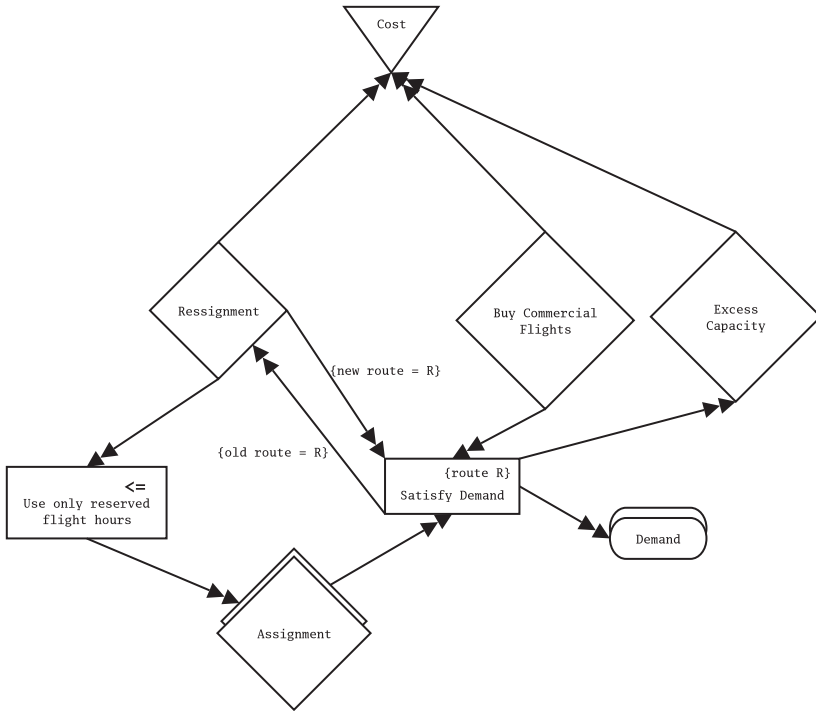 Cost
Ressignment
Buy Commercial
Flights
Excess
Capacity
{new route = R}
{old route = R}
<=
Use only reserved
flight hours
{route R}
Satisfy Demand
Demand
Assignment